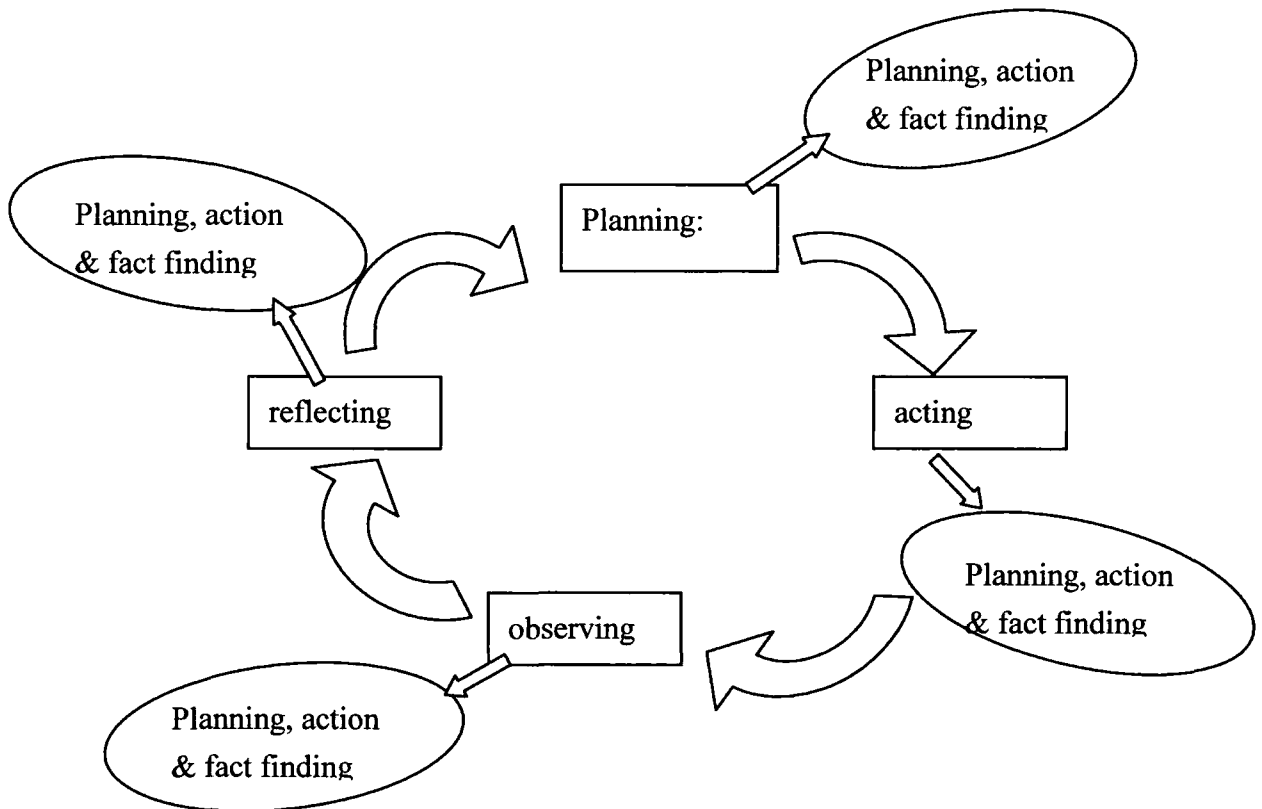 Planning, action
& fact finding
Planning:
Planning, action
& fact finding
reflecting
acting
Planning, action
& fact finding
observing
Planning, action
& fact finding